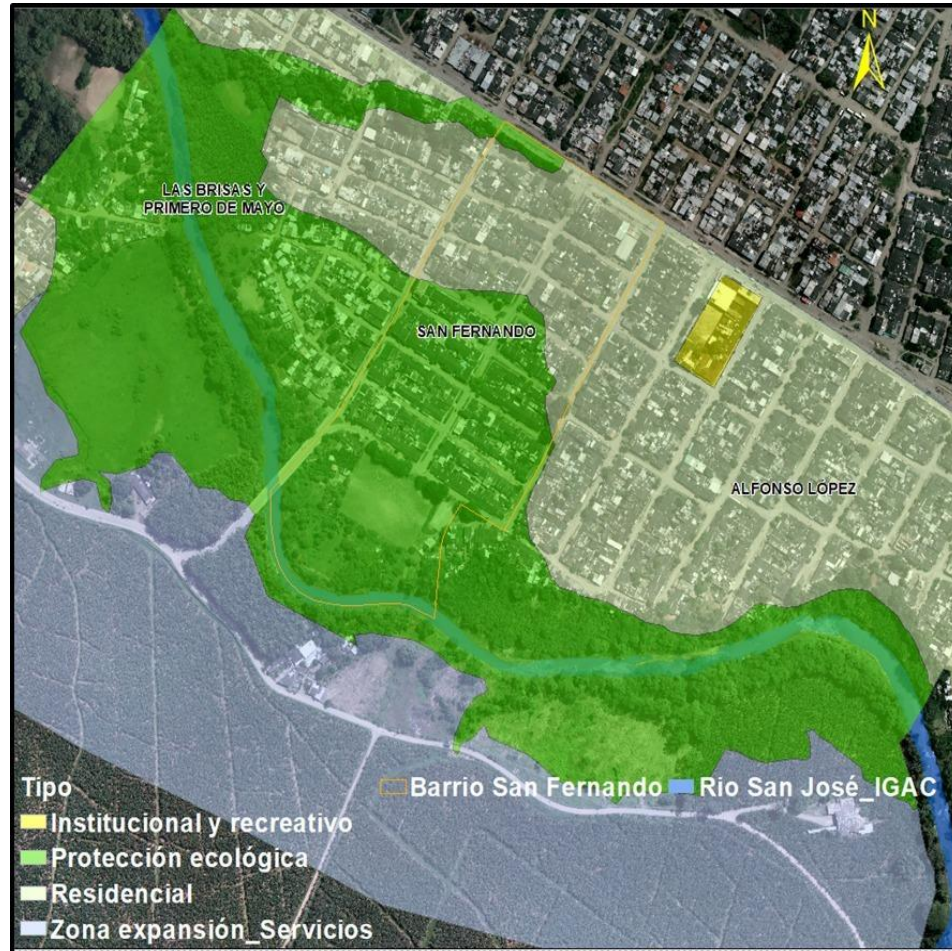 N
LAS BRISAS Y
PRIMERO DE MAYO
SAN FERNANDO
ALFONSO LÓPEZ
Tipo
Institucional y recreativo
Protección ecológica
Residencial
Zona expansión_Servicios
Barrio San Fernando
Rio San José_IGAC